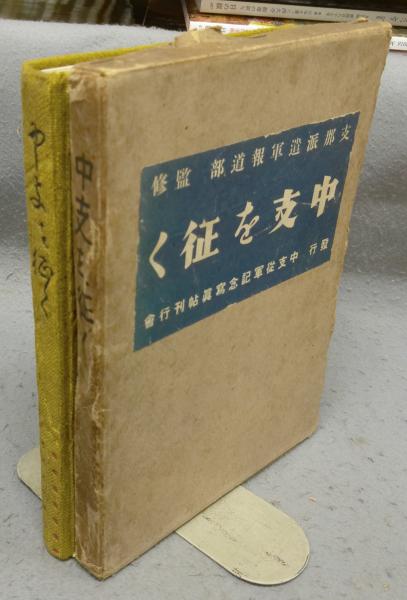 支那派遣軍報道部 監修
中支を征く
發行 中支從軍記念寫眞帖刊行會
中支を征く
中支を征く